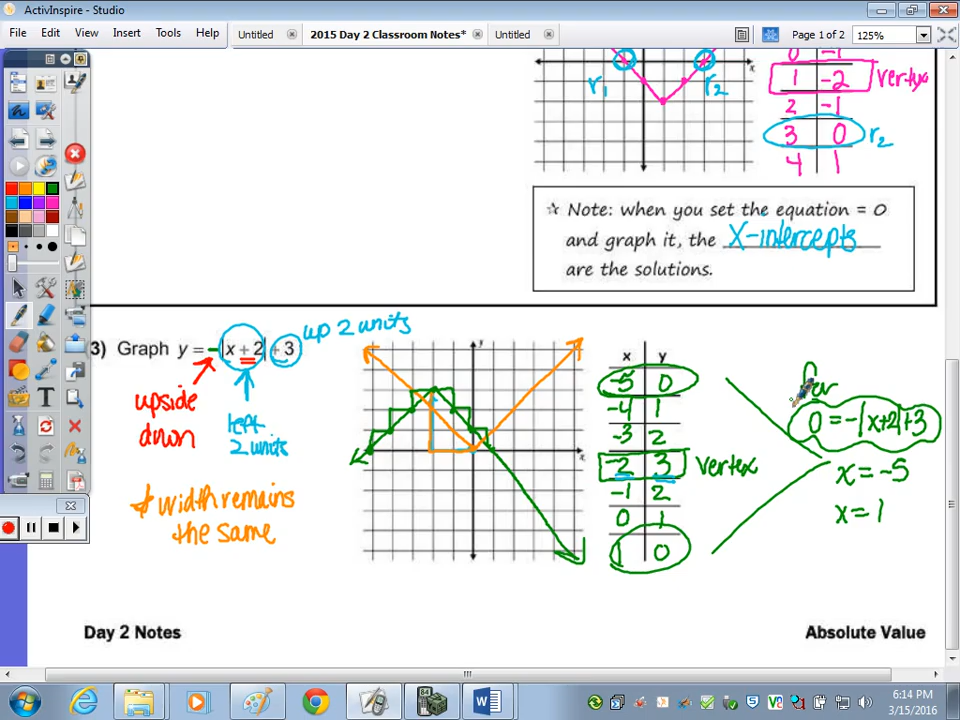 ActivInspire - Studio
File Edit View Insert Tools Help Untitled 2015 Day 2 Classroom Notes* Untitled Page 1 of 2 125%
r1 r2 x
0 -1
1 -2 vertex
2 -1
3 0 r2
4 1
☆ Note: when you set the equation = 0
and graph it, the X-intercepts
are the solutions.
3) Graph y = -|x + 2| + 3 up 2 units
upside
down
left
2 units
* width remains
the same
y
x
x y
-5 0
-4 1
-3 2
-2 3 vertex
-1 2
0 1
1 0
for
0 = -|x+2|+3
x = -5
x = 1
Day 2 Notes Absolute Value
84
W
6:14 PM
3/15/2016